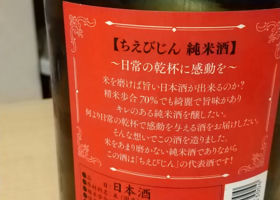 【ちえびじん 純米酒】
～日常の乾杯に感動を～
米を磨けば旨い日本酒が出来るのか?
精米歩合70%でも綺麗で旨味があり
キレのある純米酒を醸したい。
何より日常の乾杯で感動を与える酒をお届けしたい。
そんな想いでこの酒を造りました。
米をあまり磨かない純米酒でありながら
この酒は「ちえびじん」の代表酒です!
日本酒